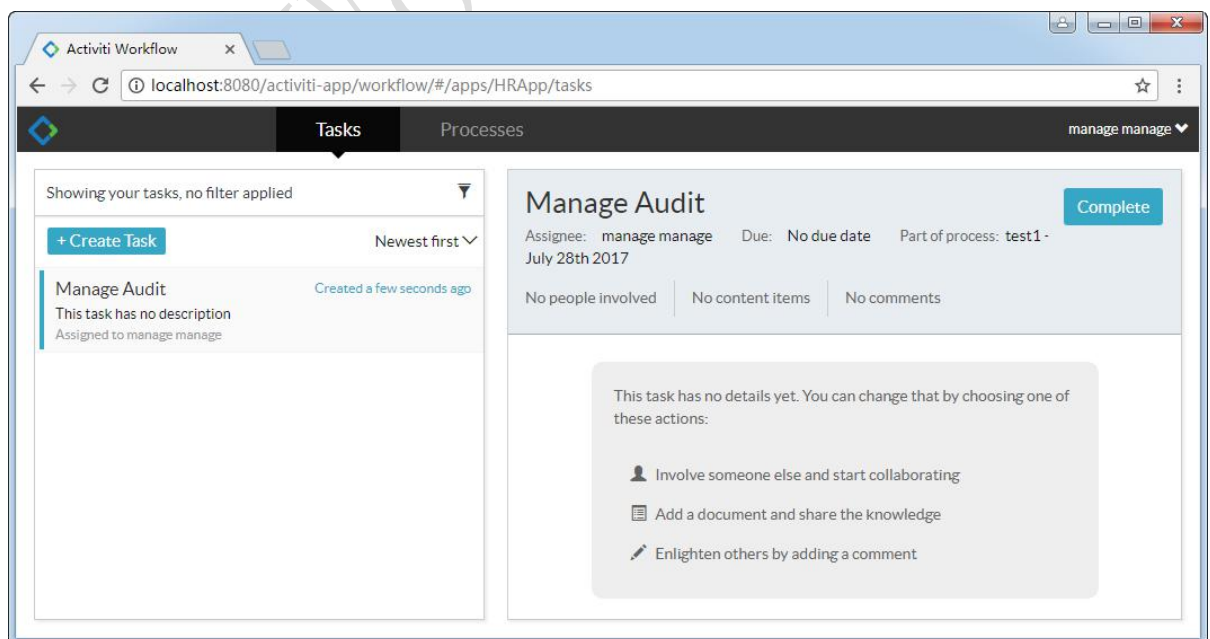 Activiti Workflow
localhost:8080/activiti-app/workflow/#/apps/HRApp/tasks
Tasks
Processes
manage manage
Showing your tasks, no filter applied
+ Create Task
Newest first
Manage Audit
Created a few seconds ago
This task has no description
Assigned to manage manage
Manage Audit
Complete
Assignee: manage manage Due: No due date Part of process: test1 -
July 28th 2017
No people involved
No content items
No comments
This task has no details yet. You can change that by choosing one of
these actions:
Involve someone else and start collaborating
Add a document and share the knowledge
Enlighten others by adding a comment